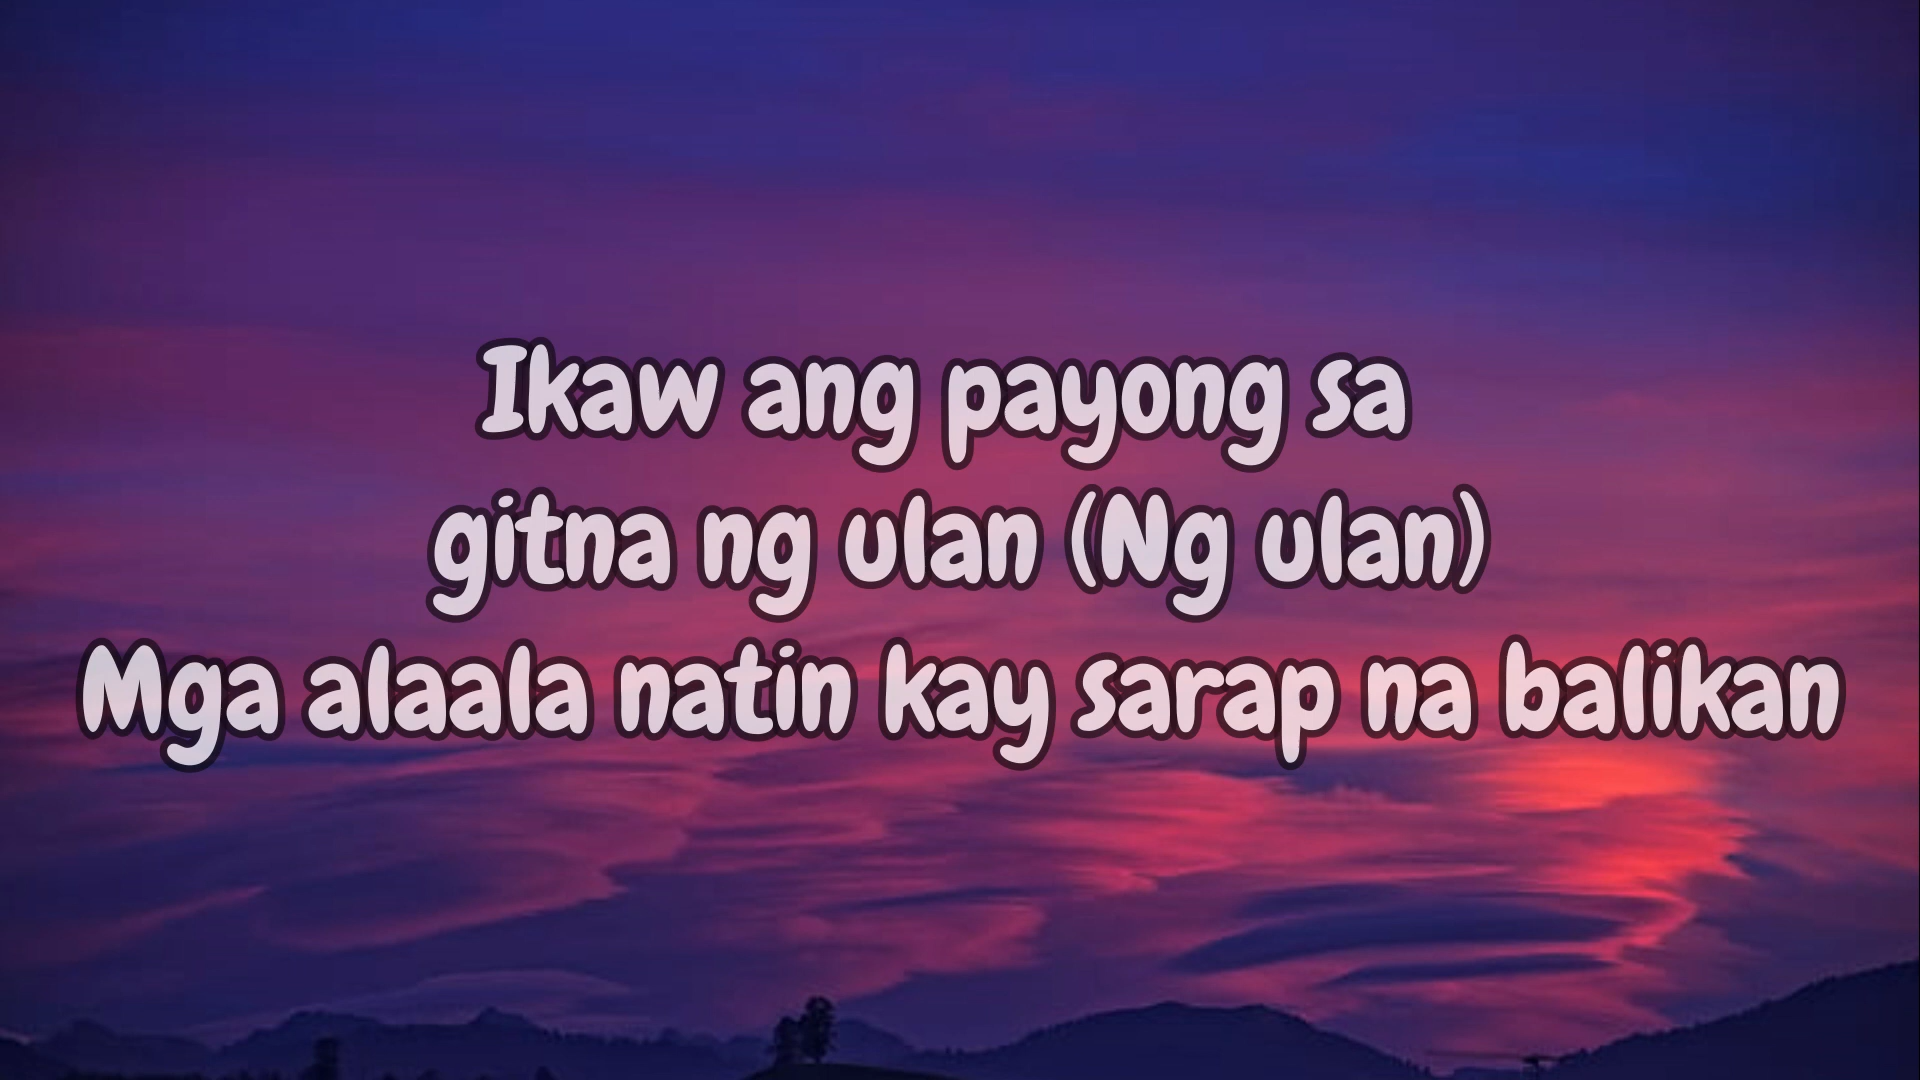 Ikaw ang payong sa
gitna ng ulan (Ng ulan)
Mga alaala natin kay sarap na balikan